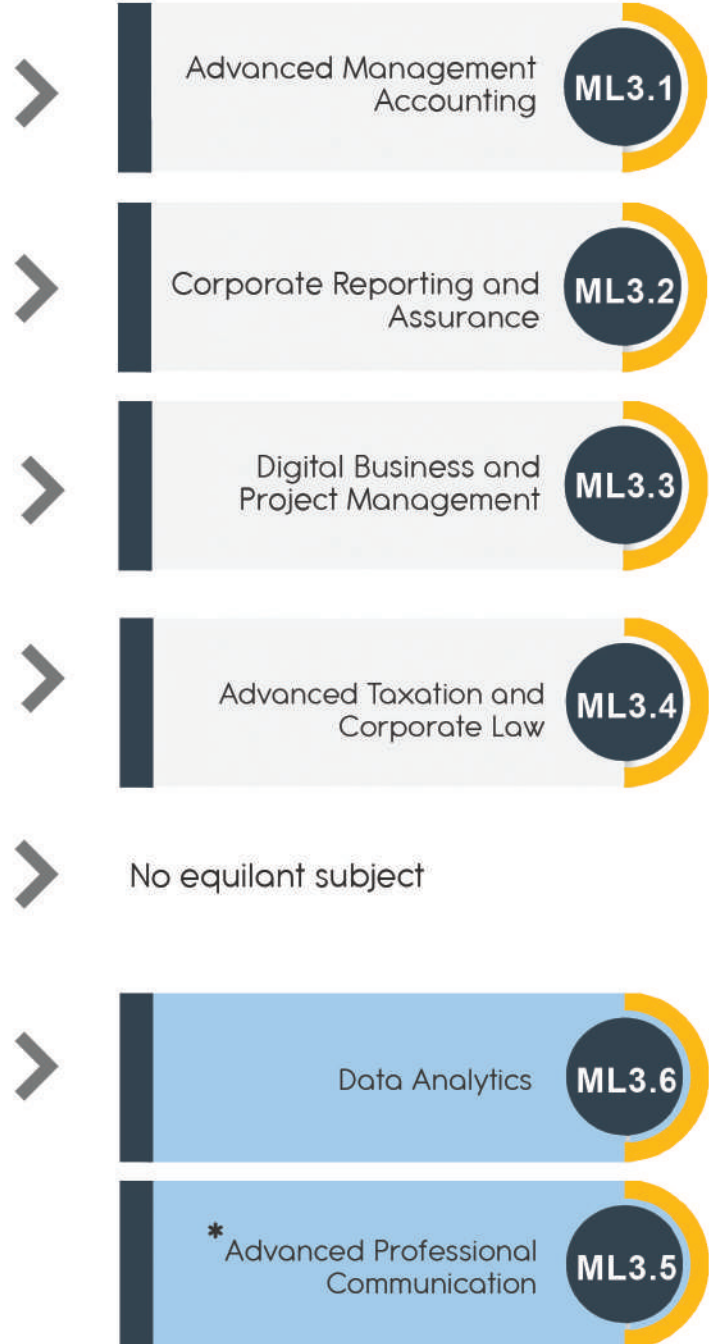 Advanced Management
Accounting
ML3.1
Corporate Reporting and
Assurance
ML3.2
Digital Business and
Project Management
ML3.3
Advanced Taxation and
Corporate Law
ML3.4
No equilant subject
Data Analytics
ML3.6
*Advanced Professional
Communication
ML3.5